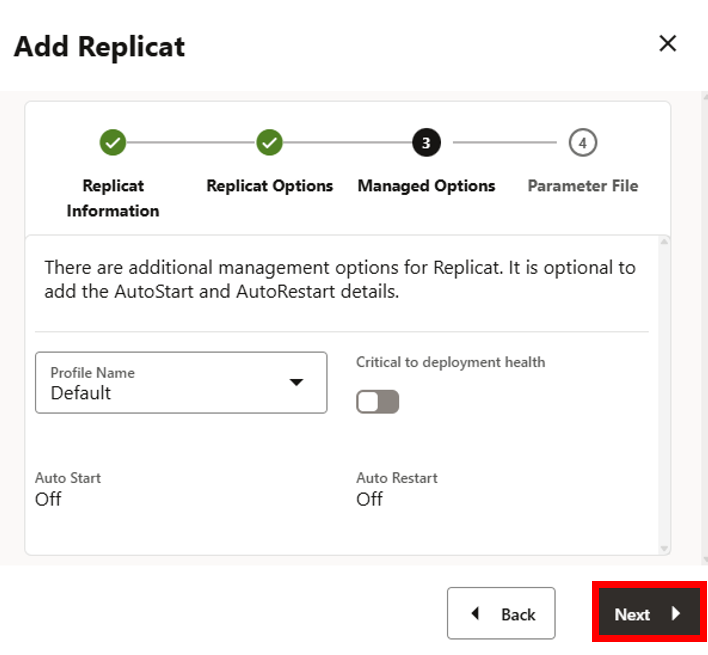 Add Replicat
3
4
Replicat
Information
Replicat Options
Managed Options
Parameter File
There are additional management options for Replicat. It is optional to
add the AutoStart and AutoRestart details.
Profile Name
Default
Critical to deployment health
Auto Start
Off
Auto Restart
Off
Back
Next